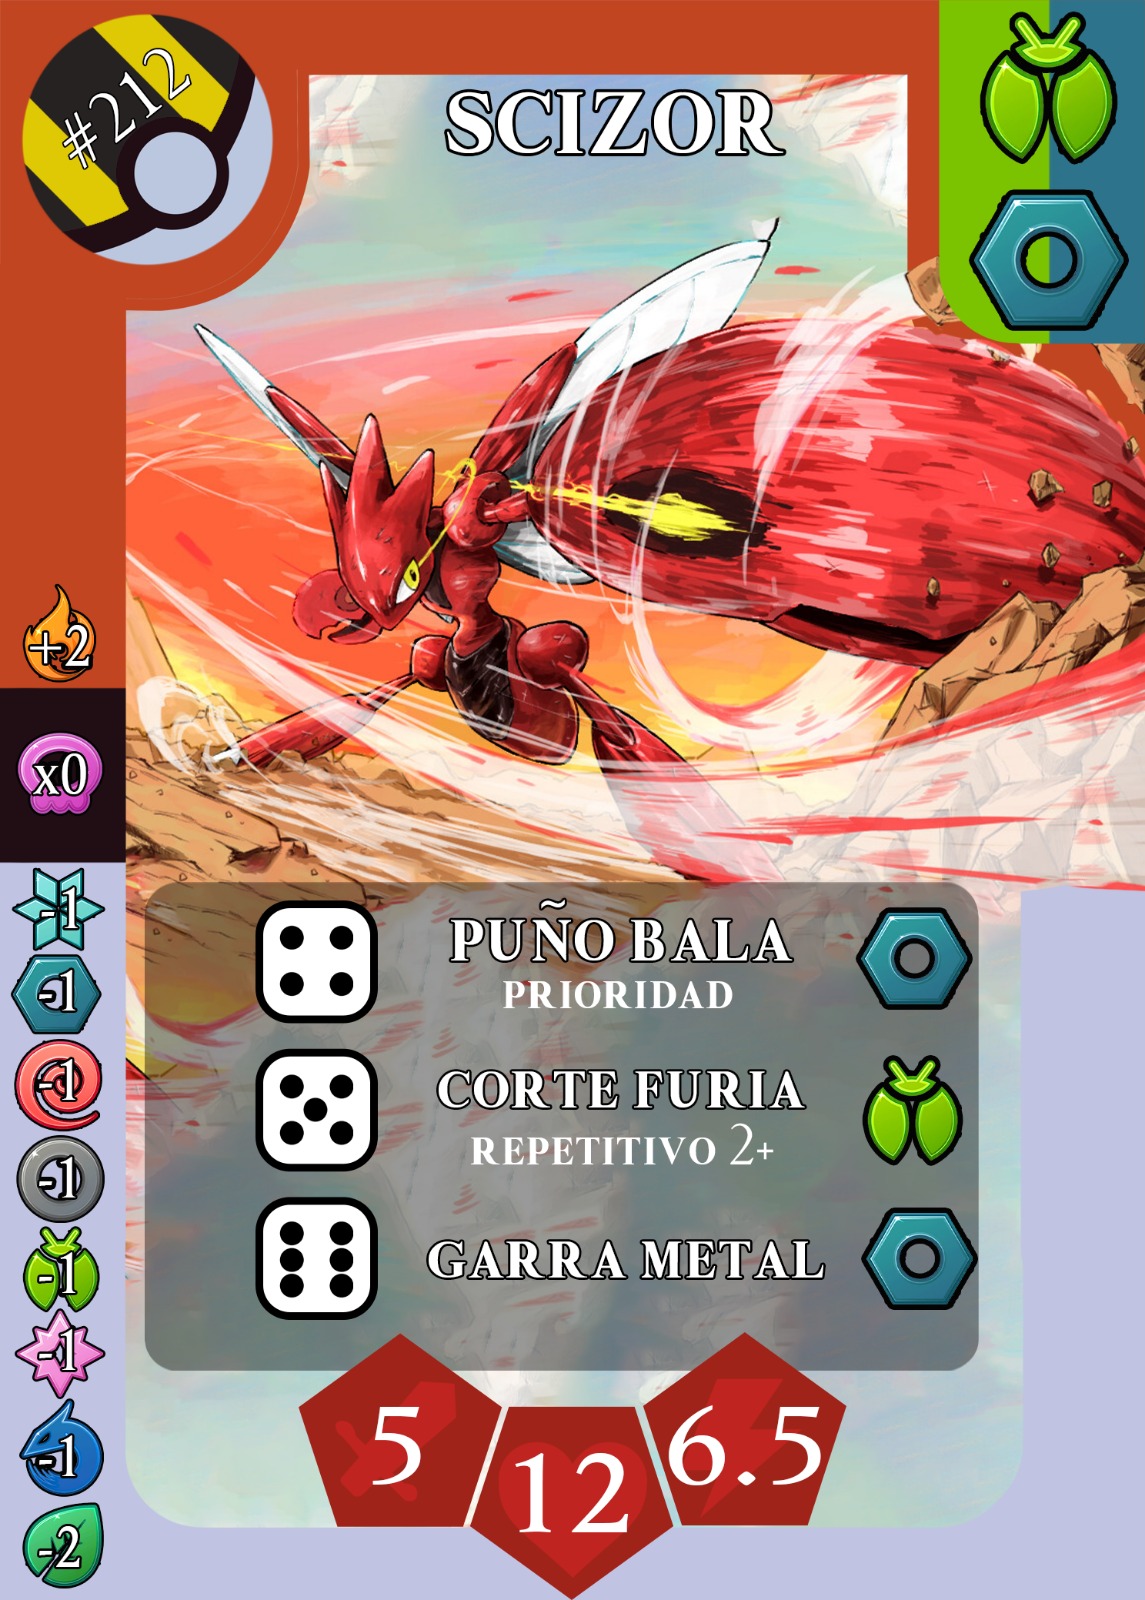 #212
SCIZOR
+2
x0
-1
-1
-1
-1
-1
-1
-1
-2
PUÑO BALA
PRIORIDAD
CORTE FURIA
REPETITIVO 2+
GARRA METAL
5
12
6.5